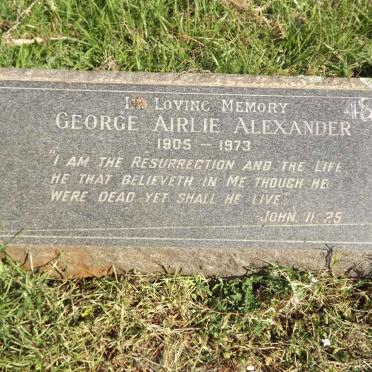 In Loving Memory
George Airlie Alexander
1905 – 1973
"I am the Resurrection and the Life
he that believeth in Me though he
were dead yet shall he live."
John 11. 25